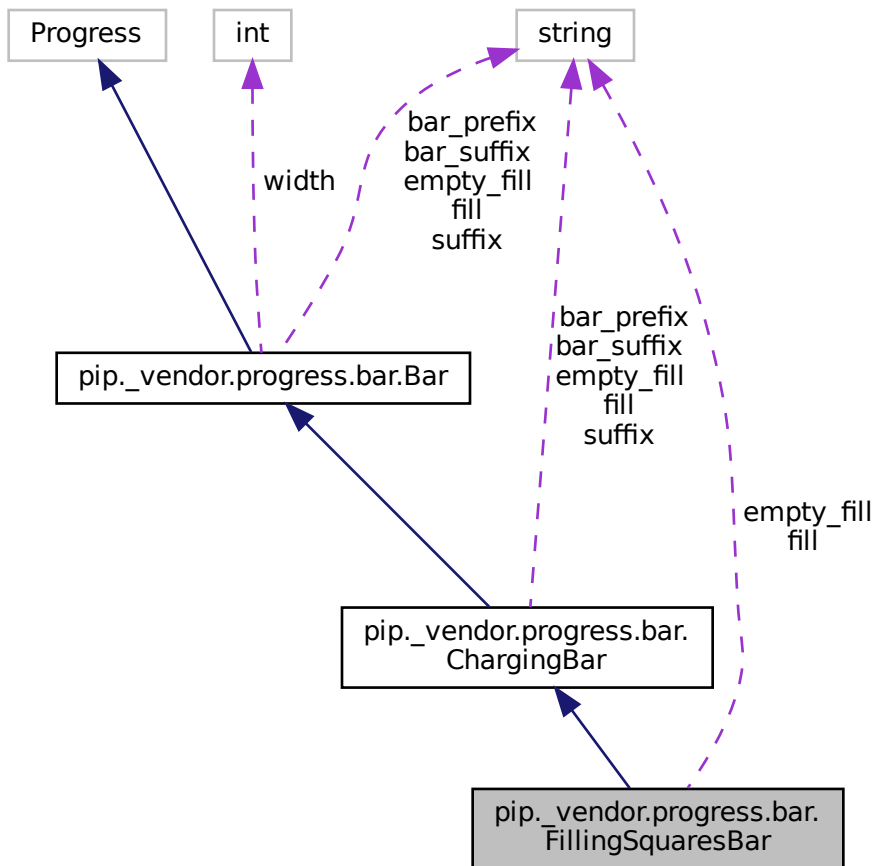 Progress
int
string
bar_prefix
bar_suffix
empty_fill
fill
suffix
width
pip._vendor.progress.bar.Bar
bar_prefix
bar_suffix
empty_fill
fill
suffix
empty_fill
fill
pip._vendor.progress.bar.
ChargingBar
pip._vendor.progress.bar.
FillingSquaresBar